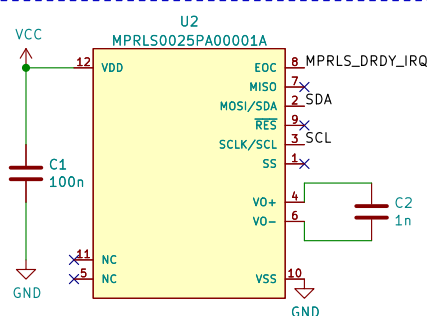 U2
MPRLS0025PA00001A
VCC
12 VDD EOC 8 MPRLS_DRDY_IRQ
MISO 7
MOSI/SDA 2 SDA
RES 9
SCLK/SCL 3 SCL
SS 1
C1
100n
VO+ 4
VO- 6
C2
1n
11 NC
5 NC
VSS 10
GND
GND